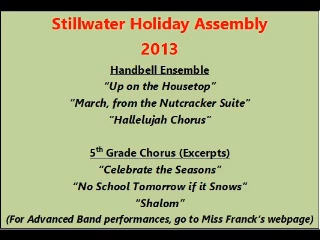 Stillwater Holiday Assembly
2013
Handbell Ensemble
"Up on the Housetop"
"March, from the Nutcracker Suite"
"Hallelujah Chorus"
5th Grade Chorus (Excerpts)
"Celebrate the Seasons"
"No School Tomorrow if it Snows"
"Shalom"
(For Advanced Band performances, go to Miss Franck's webpage)